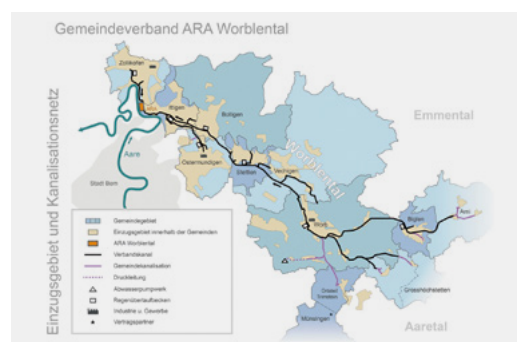 Gemeindeverband ARA Worblental
Einzugsgebiet und Kanalisationsnetz
Zollikofen
Ittigen
Bolligen
Emmental
Ostermundigen
Aare
Stadt Bern
Stettlen
Vechigen
Worblental
Worb
Biglen
Arni
Grosshöchstetten
Münsingen
Aaretal
Gemeindegebiet
Einzugsgebiet innerhalb der Gemeinden
ARA Worblental
Verbandskanal
Gemeindekanalisation
Druckleitung
Abwasserpumpwerk
Regenüberlaufbecken
Industrie u. Gewerbe
Vertragspartner